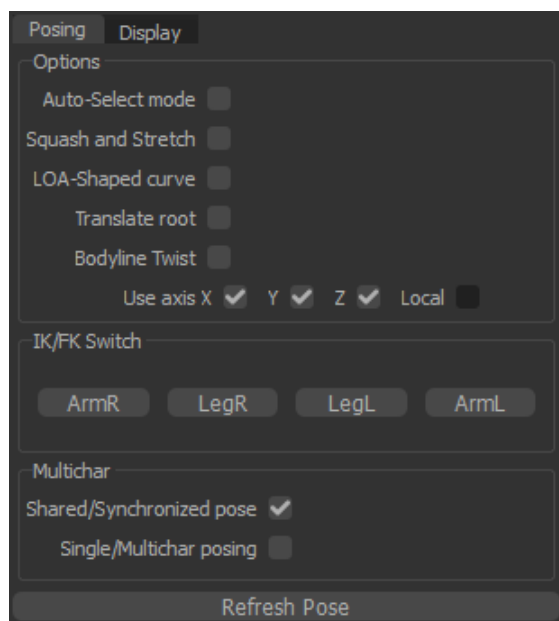 Posing Display
Options
Auto-Select mode
Squash and Stretch
LOA-Shaped curve
Translate root
Bodyline Twist
Use axis X Y Z Local
IK/FK Switch
ArmR LegR LegL ArmL
Multichar
Shared/Synchronized pose
Single/Multichar posing
Refresh Pose